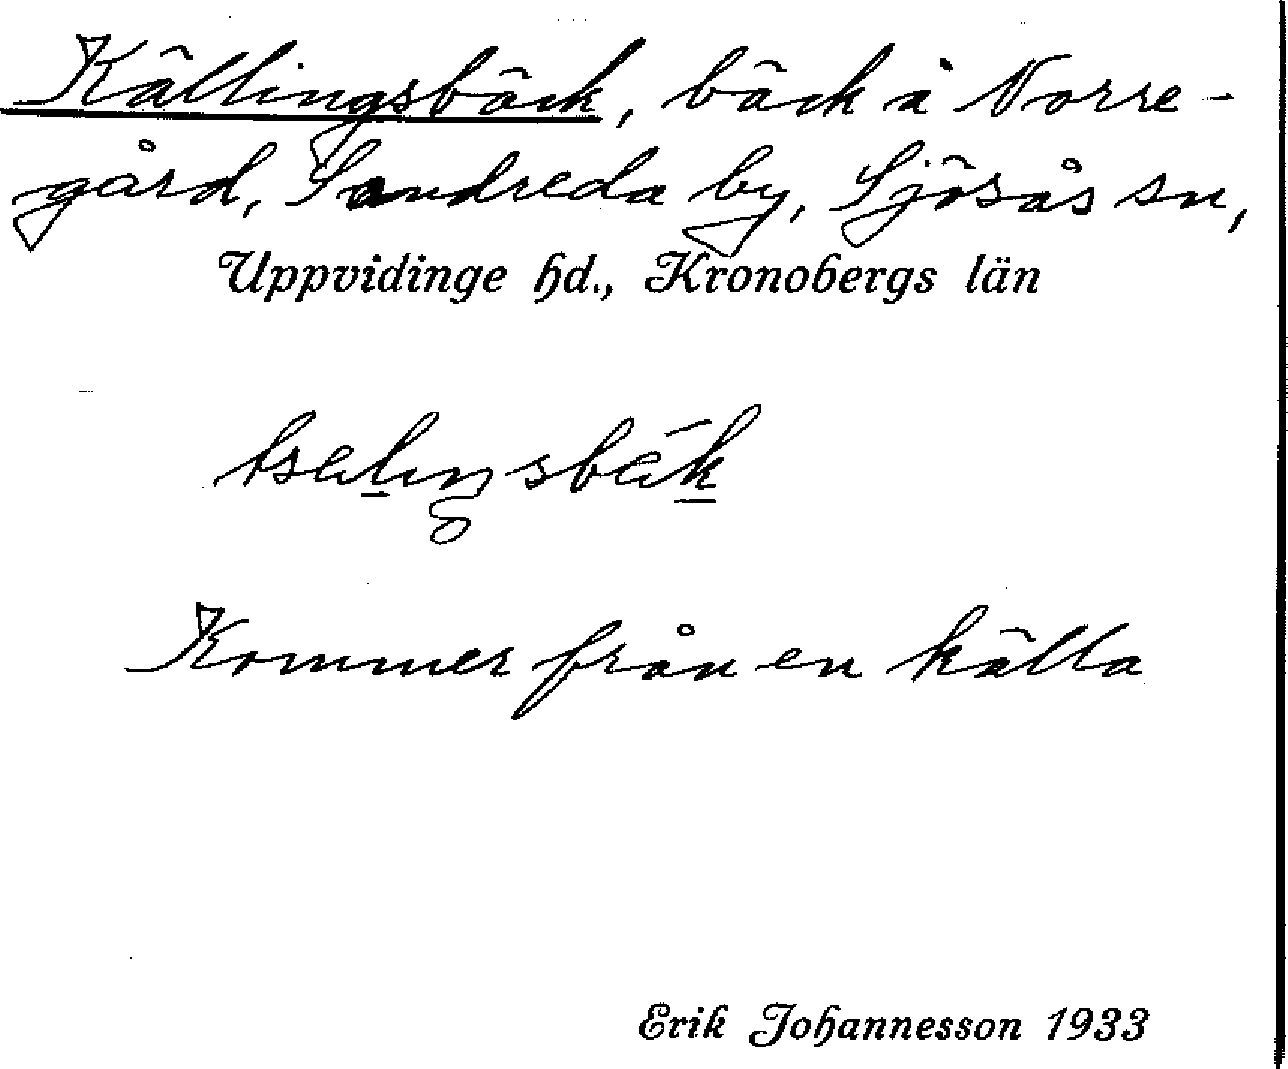 Källingsbäck, bäck å Norre-
gård, Sandreda by, Sjösås sn,
Uppvidinge hd., Kronobergs län
Kommer från en källa
Erik Johannesson 1933